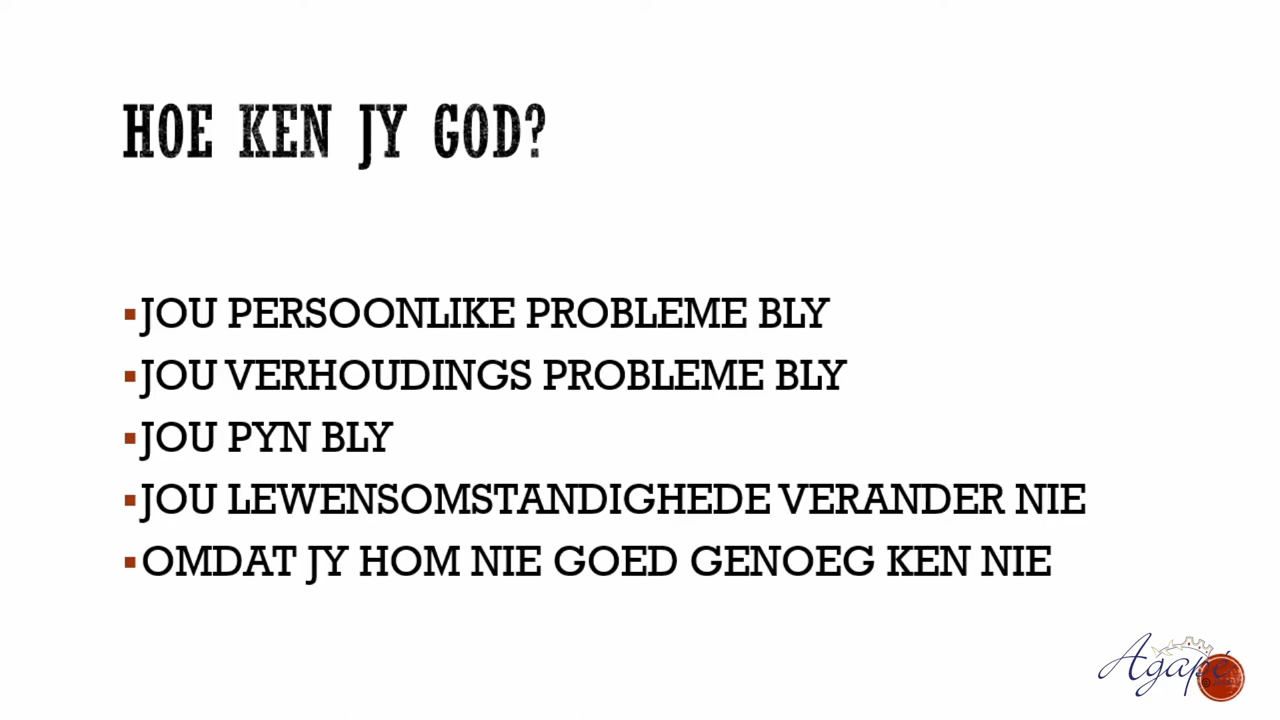 HOE KEN JY GOD?
JOU PERSOONLIKE PROBLEME BLY
JOU VERHOUDINGS PROBLEME BLY
JOU PYN BLY
JOU LEWENSOMSTANDIGHEDE VERANDER NIE
OMDAT JY HOM NIE GOED GENOEG KEN NIE
Agapé